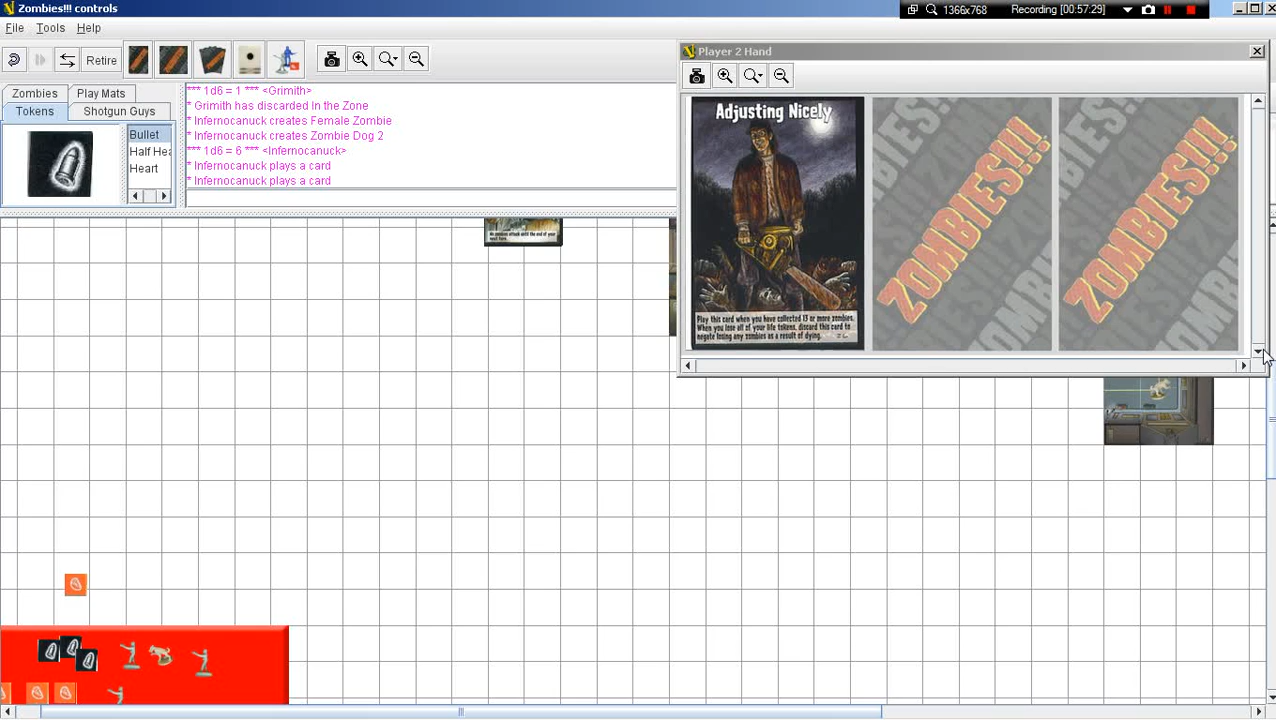 Zombies!!! controls
1366x768
Recording [00:57:29]
File Tools Help
Retire
Player 2 Hand
Zombies
Play Mats
Tokens
Shotgun Guys
Bullet
Half Hea
Heart
*** 1d6 = 1 *** <Grimith>
* Grimith has discarded In the Zone
* Infernocanuck creates Female Zombie
* Infernocanuck creates Zombie Dog 2
*** 1d6 = 6 *** <Infernocanuck>
* Infernocanuck plays a card
* Infernocanuck plays a card
Adjusting Nicely
Play this card when you have collected 13 or more zombies.
When you lose all of your life tokens, discard this card to
negate losing any zombies as a result of dying.
ZOMBIES!!!
ZOMBIES!!!